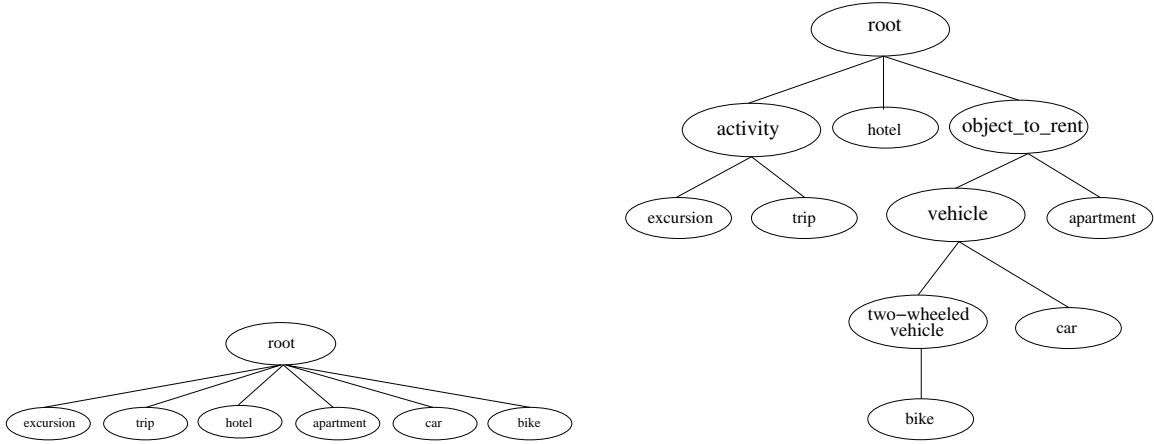 root
activity
hotel
object_to_rent
excursion
trip
vehicle
apartment
two-wheeled
vehicle
car
bike
root
excursion
trip
hotel
apartment
car
bike